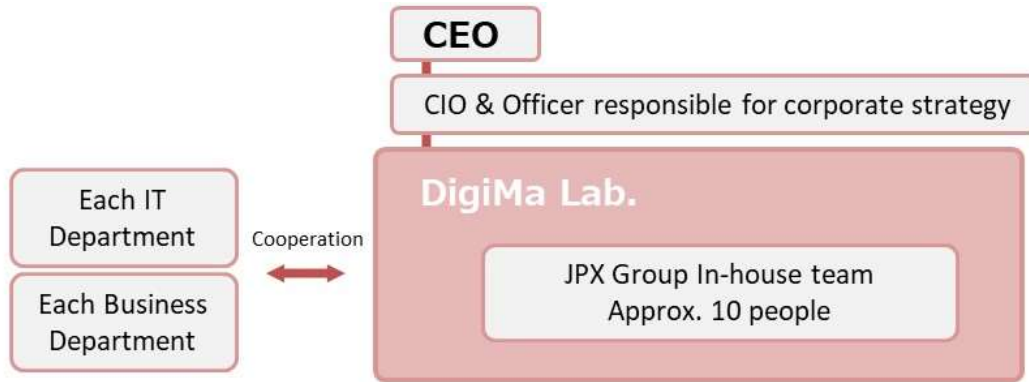 CEO
CIO & Officer responsible for corporate strategy
DigiMa Lab.
Each IT
Department
Cooperation
JPX Group In-house team
Approx. 10 people
Each Business
Department